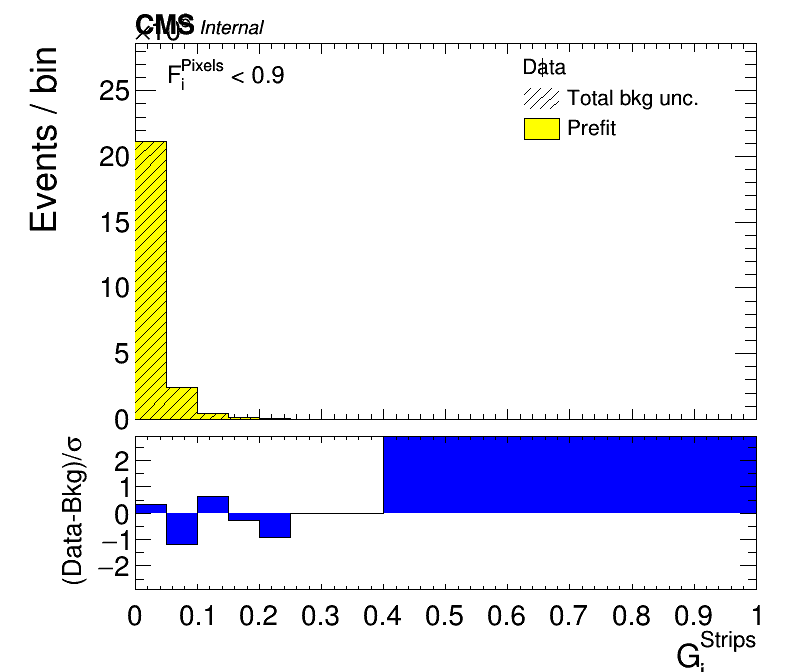 CMS Internal
F_i^Pixels < 0.9
Data
Total bkg unc.
Prefit
Events / bin
25
20
15
10
5
0
(Data-Bkg)/σ
2
1
0
−1
−2
0 0.1 0.2 0.3 0.4 0.5 0.6 0.7 0.8 0.9 1
G_i^Strips